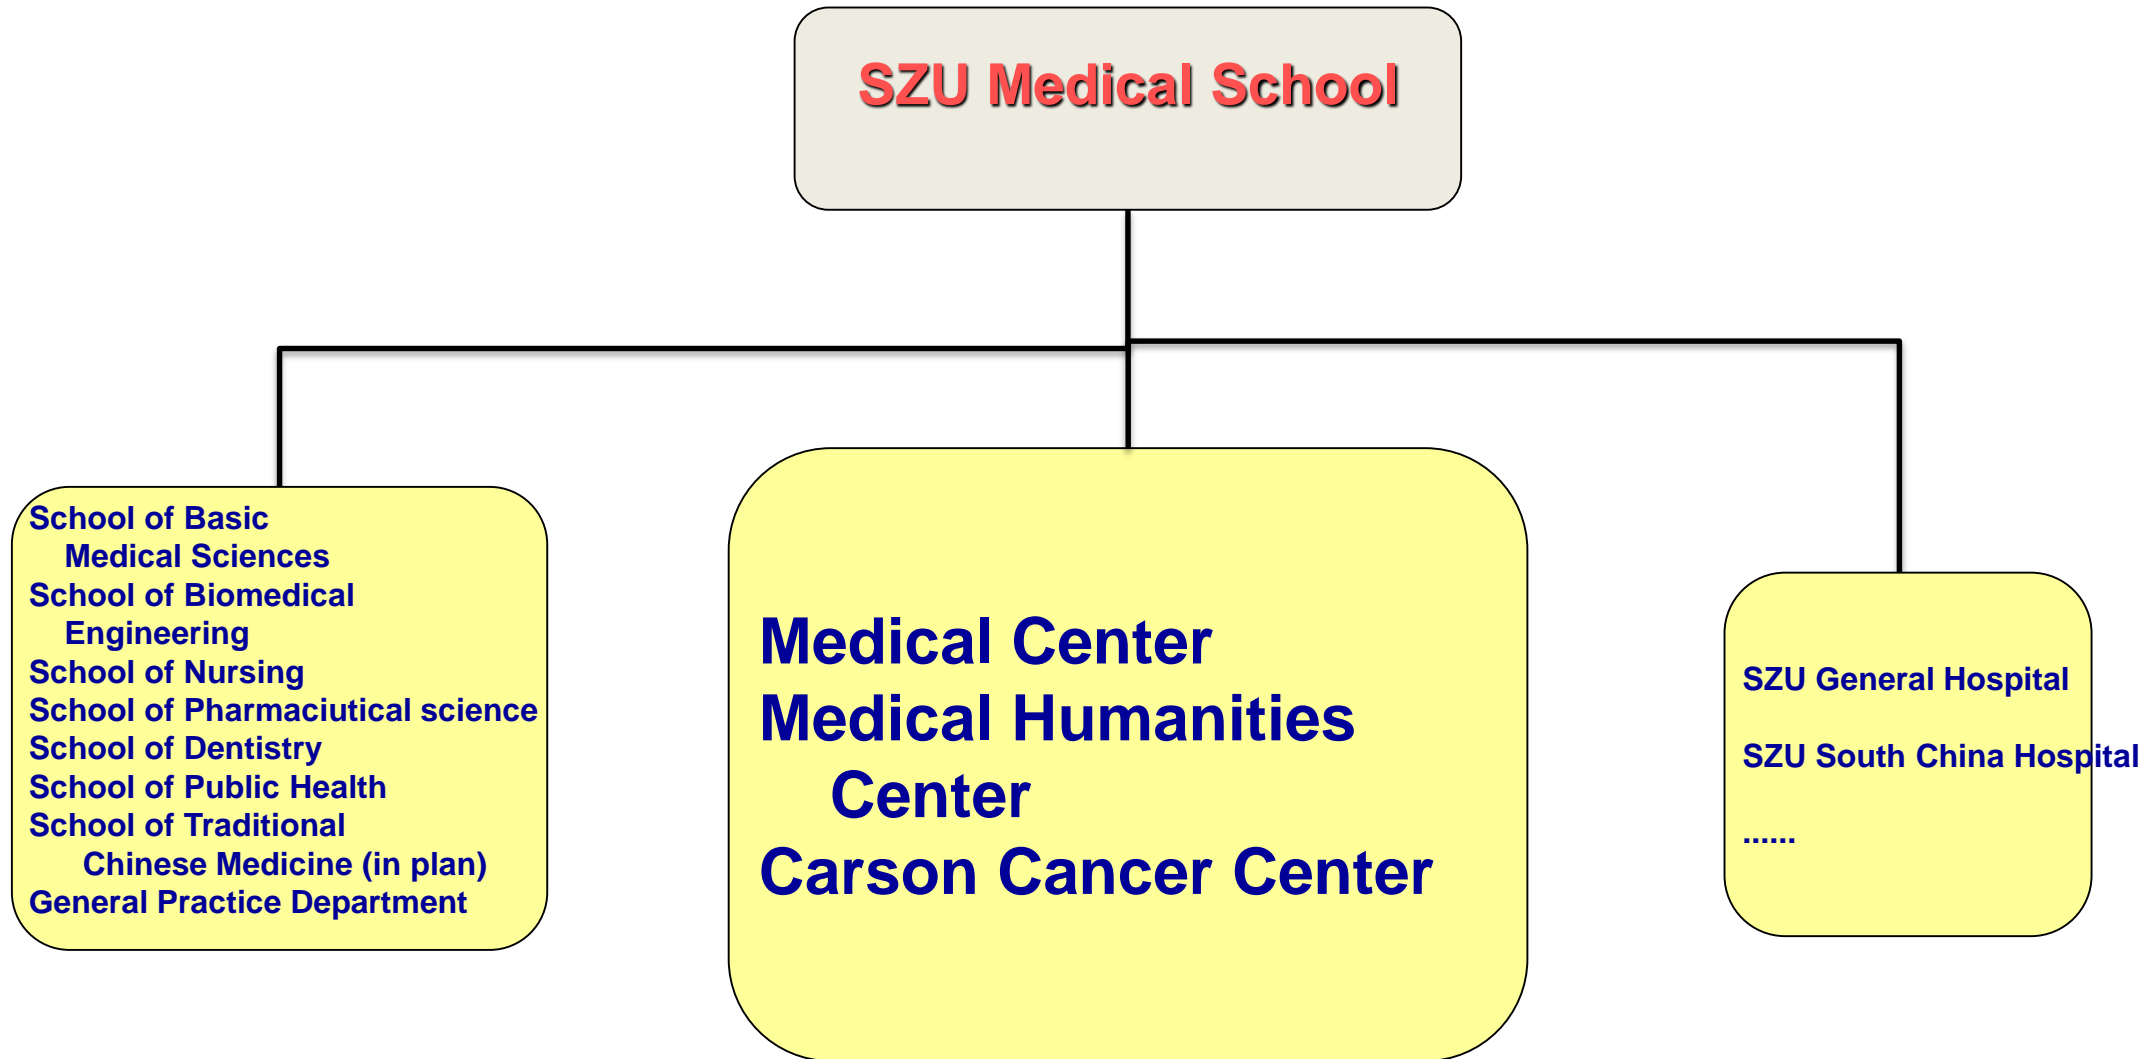 SZU Medical School
School of Basic
Medical Sciences
School of Biomedical
Engineering
School of Nursing
School of Pharmaciutical science
School of Dentistry
School of Public Health
School of Traditional
Chinese Medicine (in plan)
General Practice Department
Medical Center
Medical Humanities
Center
Carson Cancer Center
SZU General Hospital
SZU South China Hospital
......